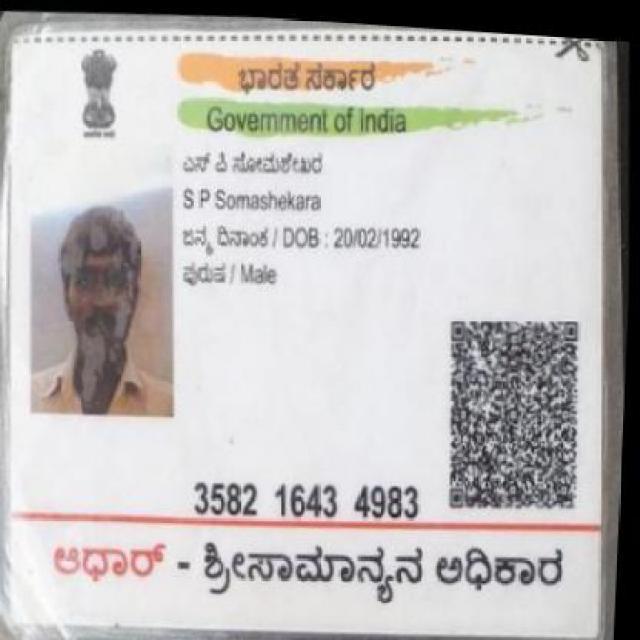 ಭಾರತ ಸರ್ಕಾರ
Government of India
ಎಸ್ ಪಿ ಸೋಮಶೇಖರ
S P Somashekara
ಜನ್ಮ ದಿನಾಂಕ / DOB : 20/02/1992
ಪುರುಷ / Male
3582 1643 4983
ಆಧಾರ್ - ಶ್ರೀಸಾಮಾನ್ಯನ ಅಧಿಕಾರ